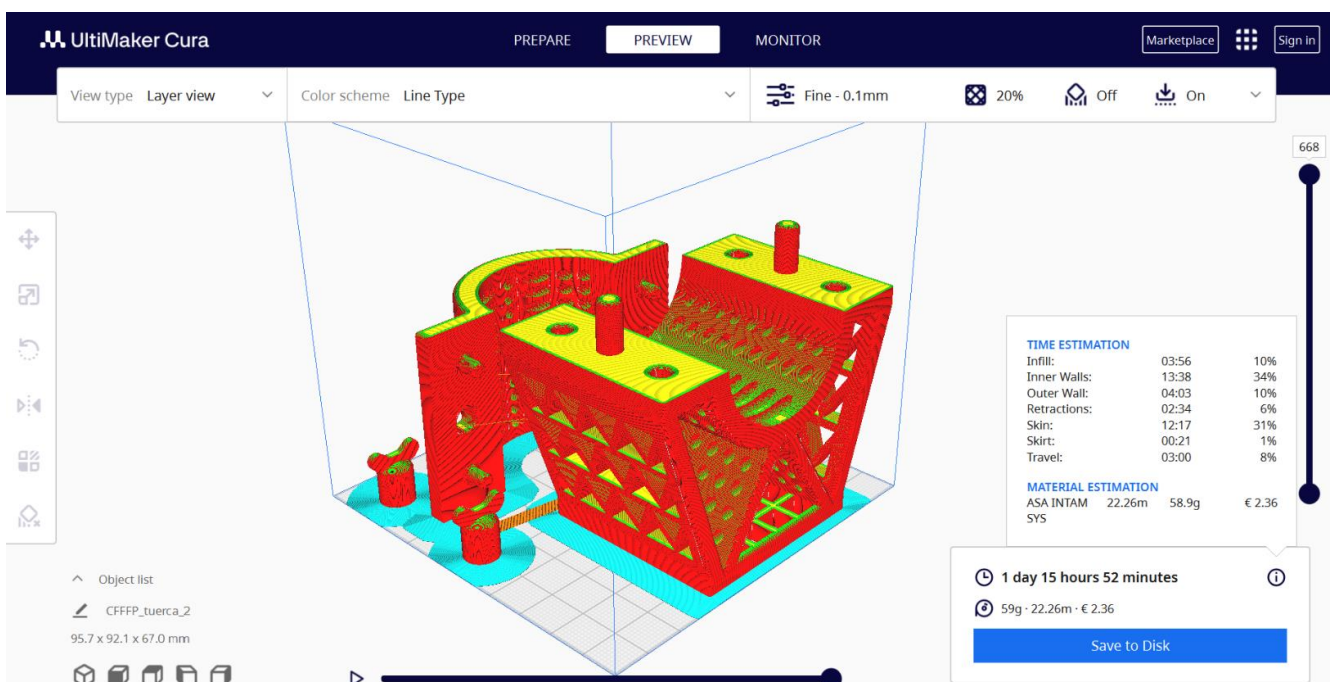 UltiMaker Cura
PREPARE PREVIEW MONITOR
Marketplace Sign in
View type Layer view Color scheme Line Type Fine - 0.1mm 20% Off On
668
TIME ESTIMATION
Infill: 03:56 10%
Inner Walls: 13:38 34%
Outer Wall: 04:03 10%
Retractions: 02:34 6%
Skin: 12:17 31%
Skirt: 00:21 1%
Travel: 03:00 8%
MATERIAL ESTIMATION
ASA INTAM 22.26m 58.9g € 2.36
SYS
Object list
CFFFP_tuerca_2
95.7 x 92.1 x 67.0 mm
1 day 15 hours 52 minutes
59g · 22.26m · € 2.36
Save to Disk